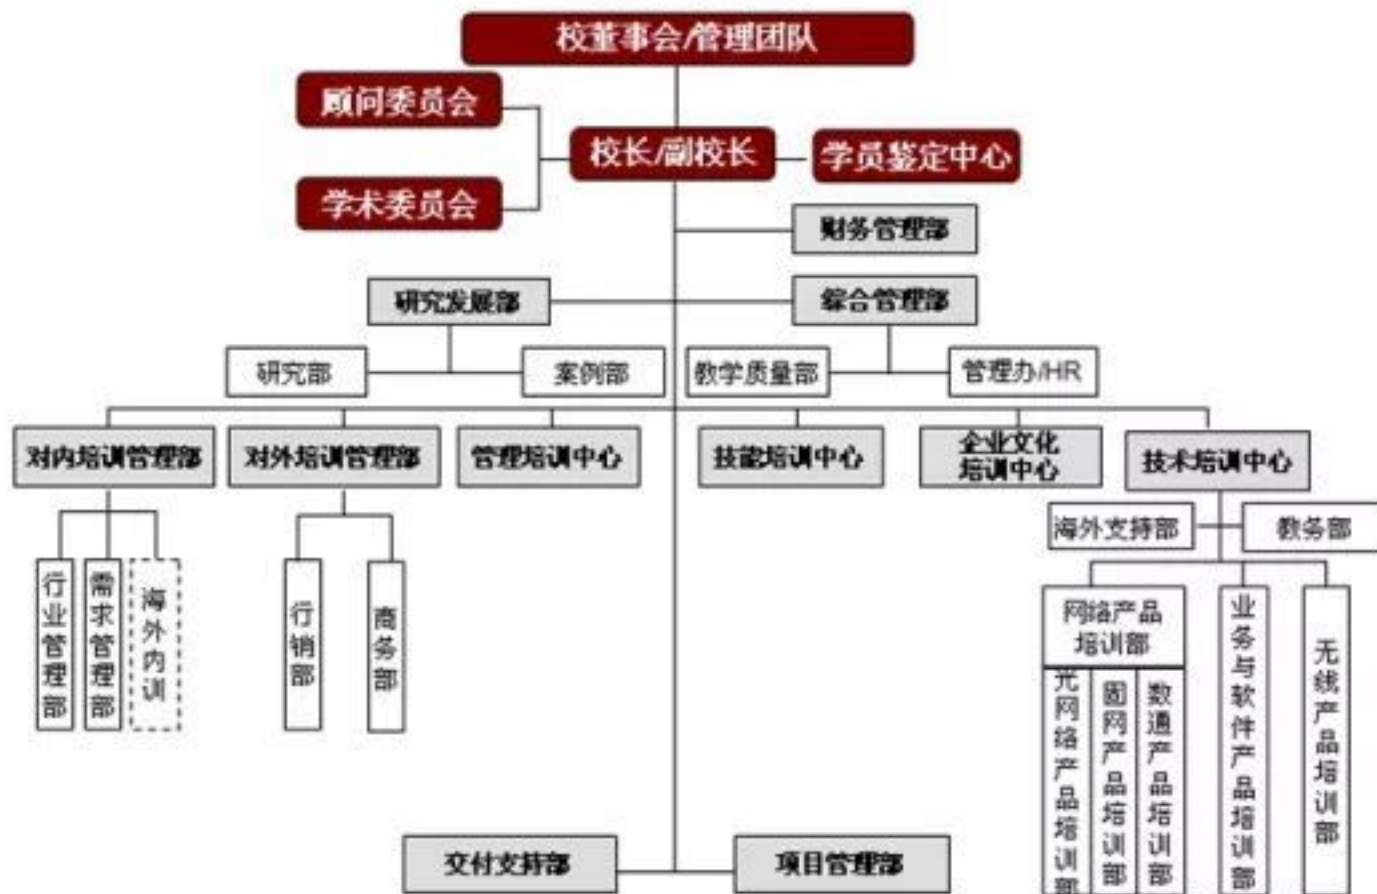 校董事会/管理团队
顾问委员会
校长/副校长
学员鉴定中心
学术委员会
财务管理部
研究发展部
综合管理部
研究部
案例部
教学质量部
管理办/HR
对内培训管理部
对外培训管理部
管理培训中心
技能培训中心
企业文化
培训中心
技术培训中心
海外支持部
教务部
行业管理部
需求管理部
海外内训
行销部
商务部
网络产品
培训部
光网络产品培训部
固网产品培训部
数通产品培训部
业务与软件产品培训部
无线产品培训部
交付支持部
项目管理部